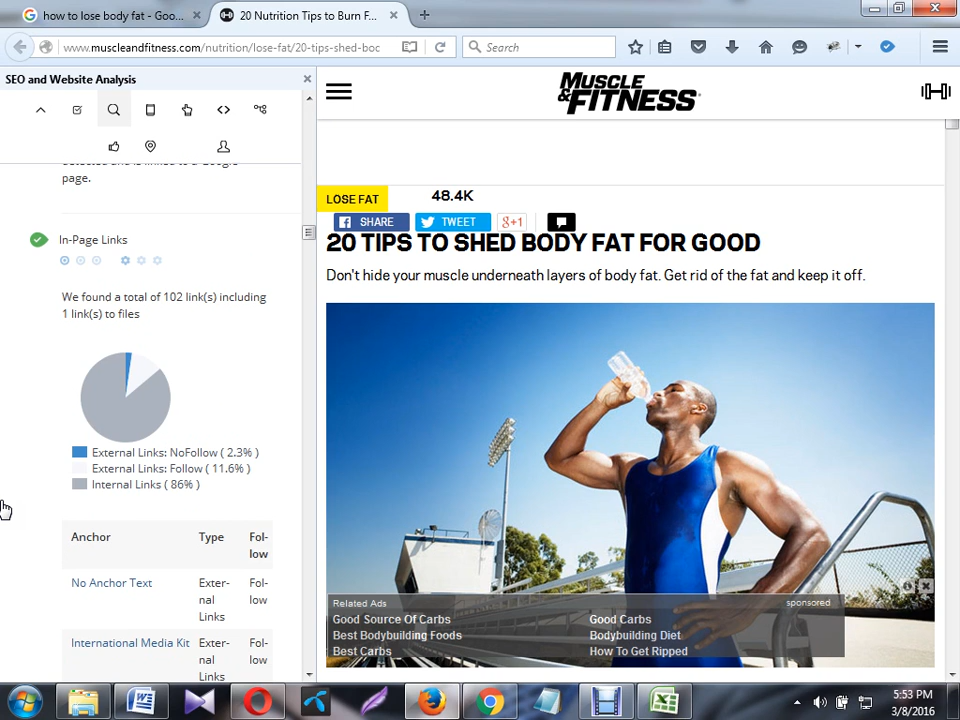 how to lose body fat - Goo...
20 Nutrition Tips to Burn F...
www.muscleandfitness.com/nutrition/lose-fat/20-tips-shed-boc
Search
SEO and Website Analysis
page.
In-Page Links
We found a total of 102 link(s) including
1 link(s) to files
External Links: NoFollow ( 2.3% )
External Links: Follow ( 11.6% )
Internal Links ( 86% )
Anchor Type Fol-
low
No Anchor Text Exter- Fol-
nal low
Links
International Media Kit Exter- Fol-
nal low
Links
MUSCLE
&FITNESS
LOSE FAT 48.4K
SHARE TWEET g+1
20 TIPS TO SHED BODY FAT FOR GOOD
Don't hide your muscle underneath layers of body fat. Get rid of the fat and keep it off.
Related Ads sponsored
Good Source Of Carbs Good Carbs
Best Bodybuilding Foods Bodybuilding Diet
Best Carbs How To Get Ripped
5:53 PM
3/8/2016